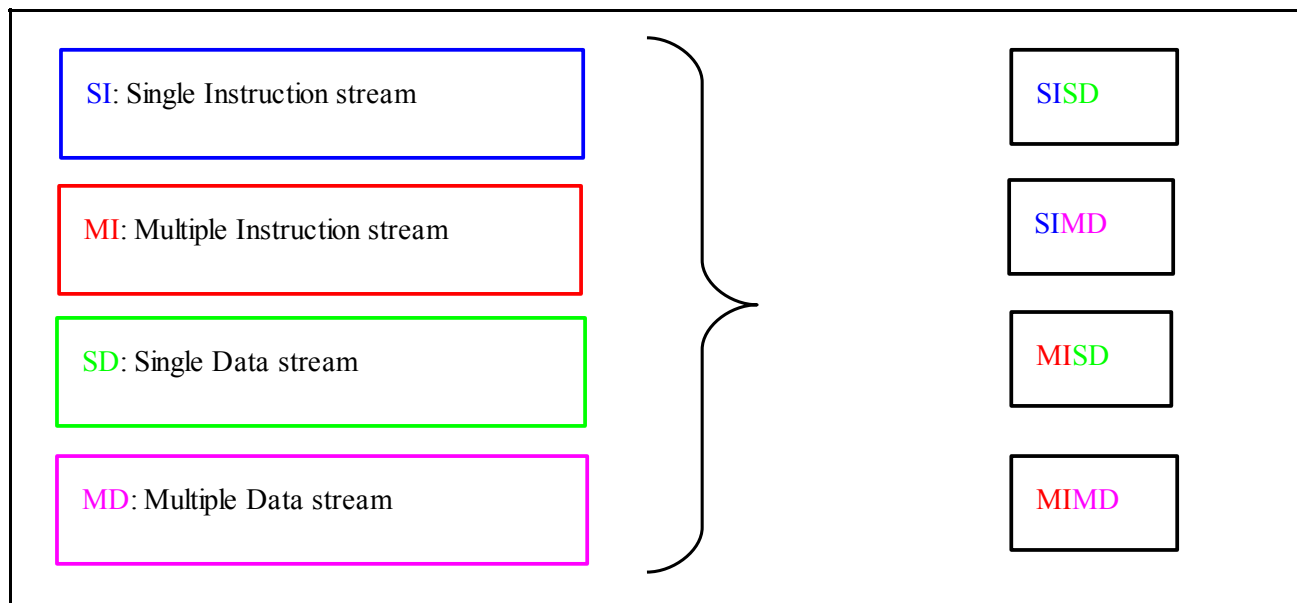 SI: Single Instruction stream
MI: Multiple Instruction stream
SD: Single Data stream
MD: Multiple Data stream
SISD
SIMD
MISD
MIMD